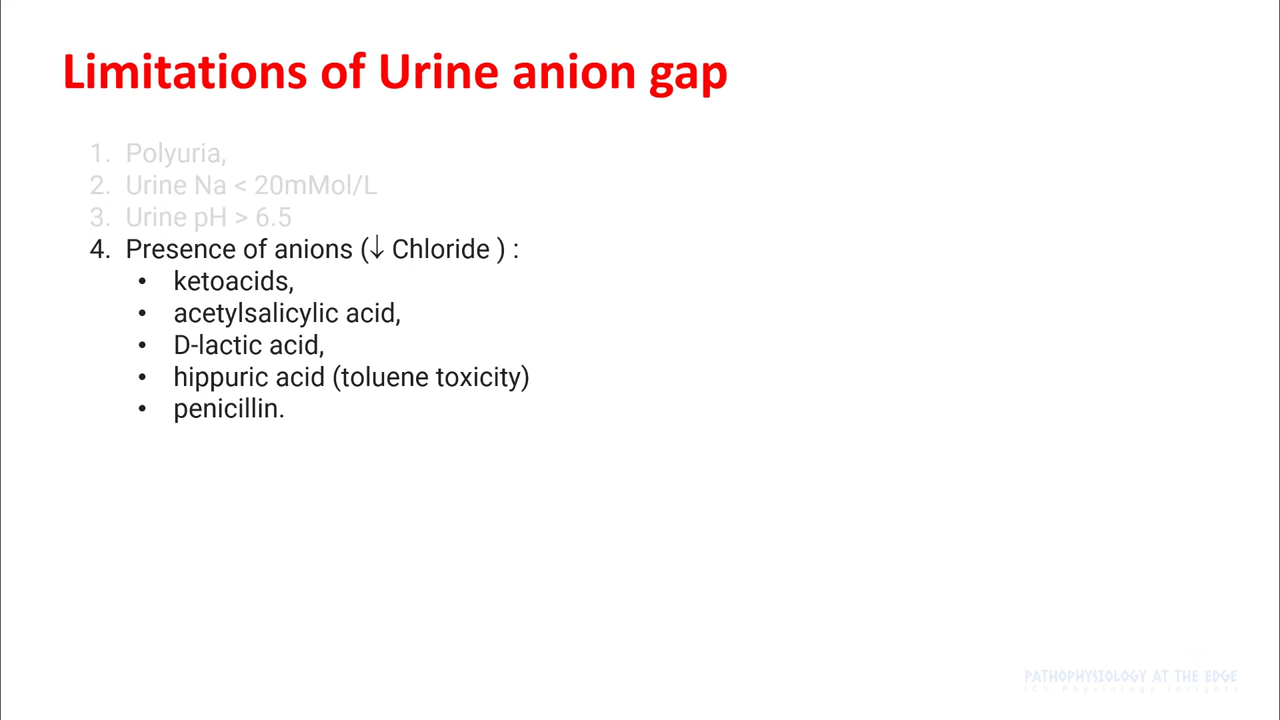 Limitations of Urine anion gap
1. Polyuria,
2. Urine Na < 20mMol/L
3. Urine pH > 6.5
4. Presence of anions (↓ Chloride ) :
• ketoacids,
• acetylsalicylic acid,
• D-lactic acid,
• hippuric acid (toluene toxicity)
• penicillin.
PATHOPHYSIOLOGY AT THE EDGE
ICU Physiology Insights